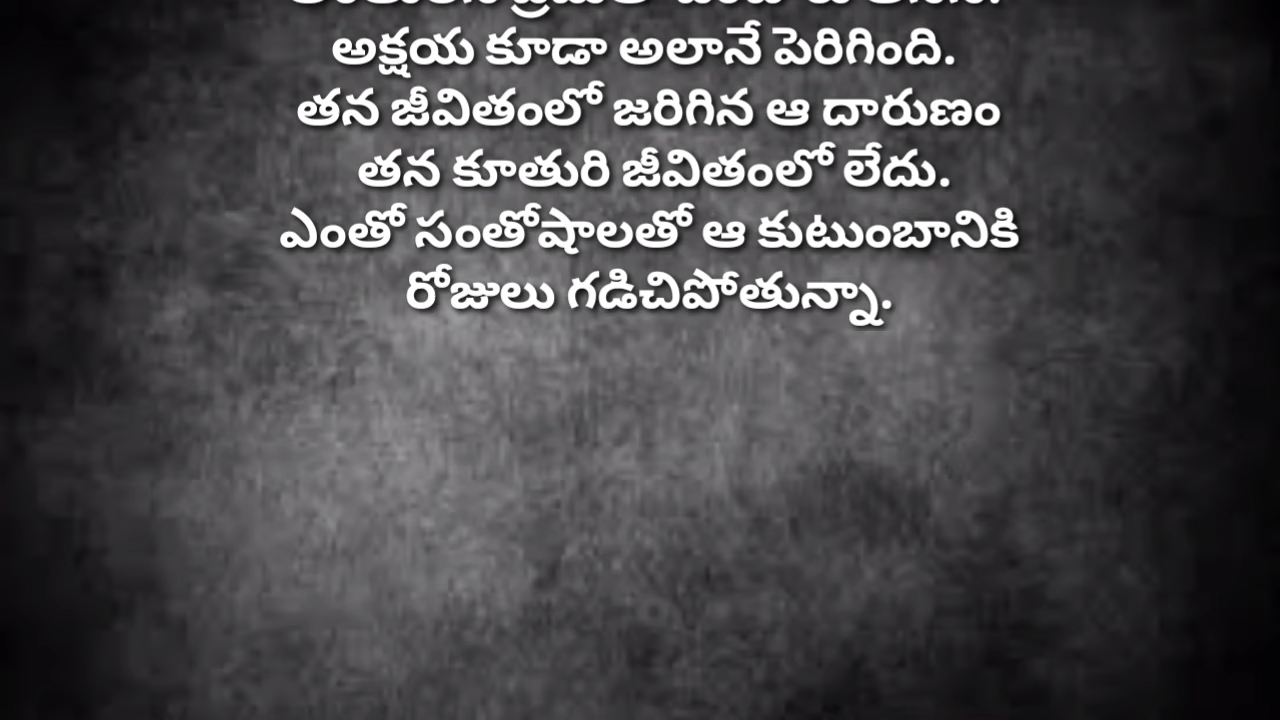 అక్షయ కూడా అలానే పెరిగింది.
తన జీవితంలో జరిగిన ఆ దారుణం
తన కూతురి జీవితంలో లేదు.
ఎంతో సంతోషాలతో ఆ కుటుంబానికి
రోజులు గడిచిపోతున్నా.